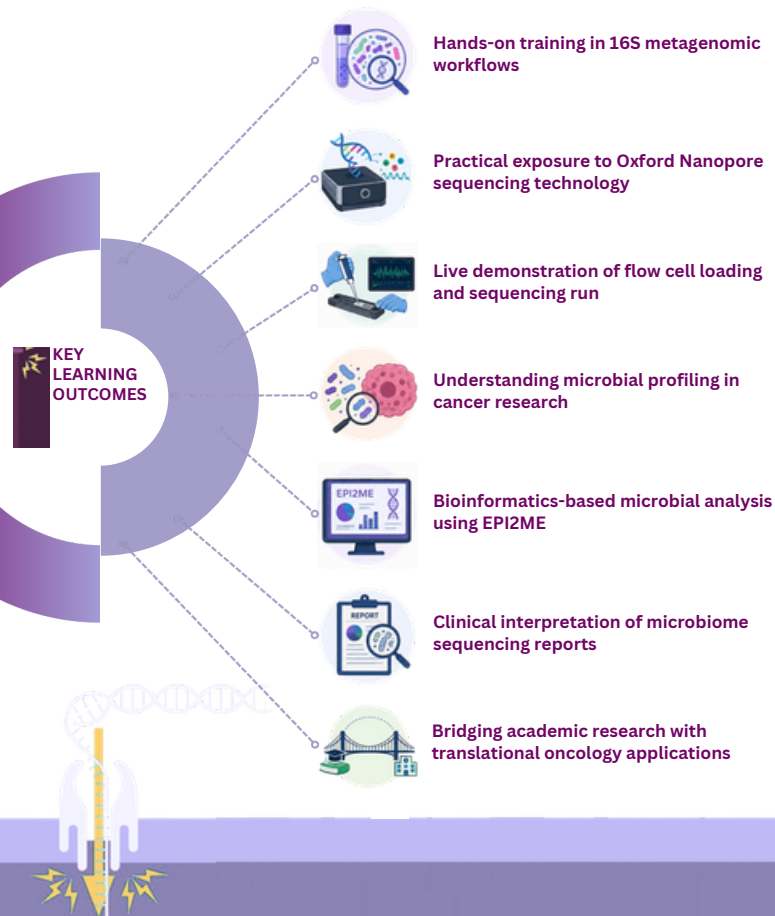 Hands-on training in 16S metagenomic
workflows
Practical exposure to Oxford Nanopore
sequencing technology
Live demonstration of flow cell loading
and sequencing run
KEY
LEARNING
OUTCOMES
Understanding microbial profiling in
cancer research
EPI2ME
Bioinformatics-based microbial analysis
using EPI2ME
REPORT
Clinical interpretation of microbiome
sequencing reports
Bridging academic research with
translational oncology applications